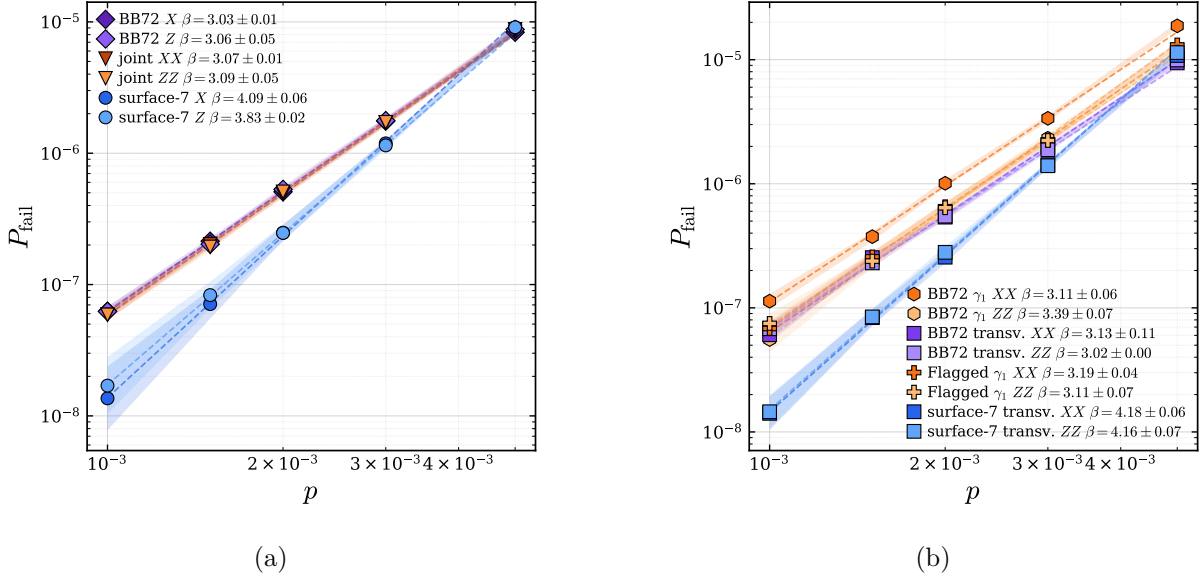 10⁻⁵
10⁻⁶
10⁻⁷
10⁻⁸
P_fail
BB72 X β = 3.03 ± 0.01
BB72 Z β = 3.06 ± 0.05
joint XX β = 3.07 ± 0.01
joint ZZ β = 3.09 ± 0.05
surface-7 X β = 4.09 ± 0.06
surface-7 Z β = 3.83 ± 0.02
10⁻³
2 × 10⁻³
3 × 10⁻³
4 × 10⁻³
p
(a)
10⁻⁵
10⁻⁶
10⁻⁷
10⁻⁸
P_fail
BB72 γ₁ XX β = 3.11 ± 0.06
BB72 γ₁ ZZ β = 3.39 ± 0.07
BB72 transv. XX β = 3.13 ± 0.11
BB72 transv. ZZ β = 3.02 ± 0.00
Flagged γ₁ XX β = 3.19 ± 0.04
Flagged γ₁ ZZ β = 3.11 ± 0.07
surface-7 transv. XX β = 4.18 ± 0.06
surface-7 transv. ZZ β = 4.16 ± 0.07
10⁻³
2 × 10⁻³
3 × 10⁻³
4 × 10⁻³
p
(b)